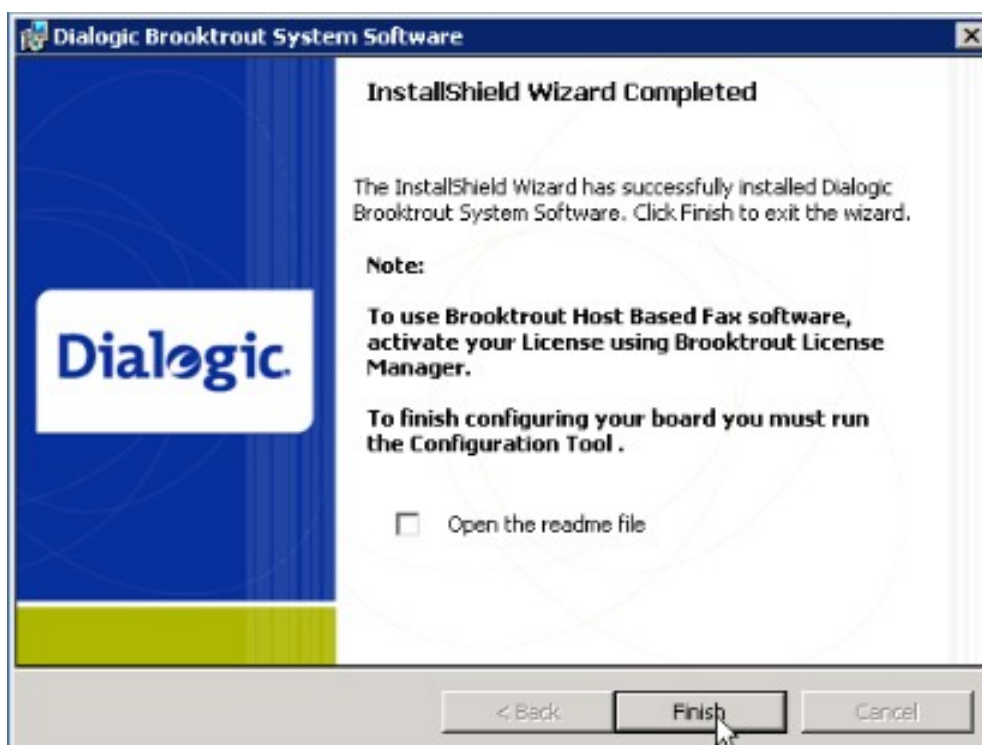 Dialogic Brooktrout System Software
InstallShield Wizard Completed
The InstallShield Wizard has successfully installed Dialogic
Brooktrout System Software. Click Finish to exit the wizard.
Note:
To use Brooktrout Host Based Fax software,
activate your License using Brooktrout License
Manager.
Dialogic.
To finish configuring your board you must run
the Configuration Tool .
Open the readme file
< Back
Finish
Cancel